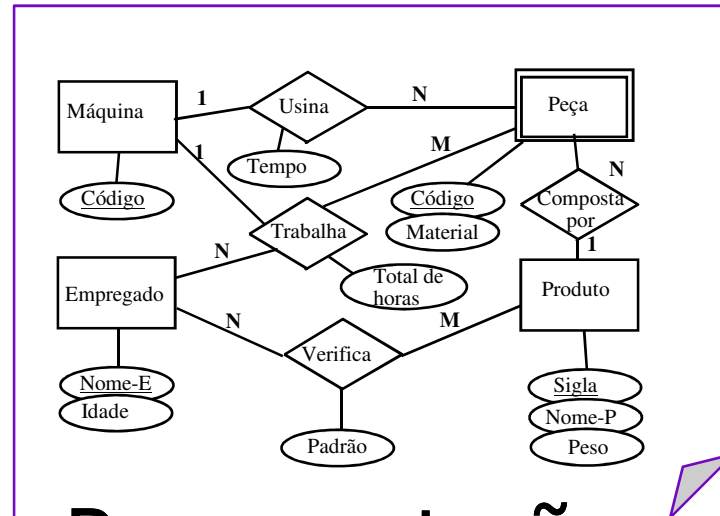 Máquina
1
Usina
N
Peça
Tempo
M
1
Código
Código
Material
N
Composta
por
1
Trabalha
N
Total de
horas
Empregado
Produto
N
M
Verifica
Nome-E
Idade
Padrão
Sigla
Nome-P
Peso